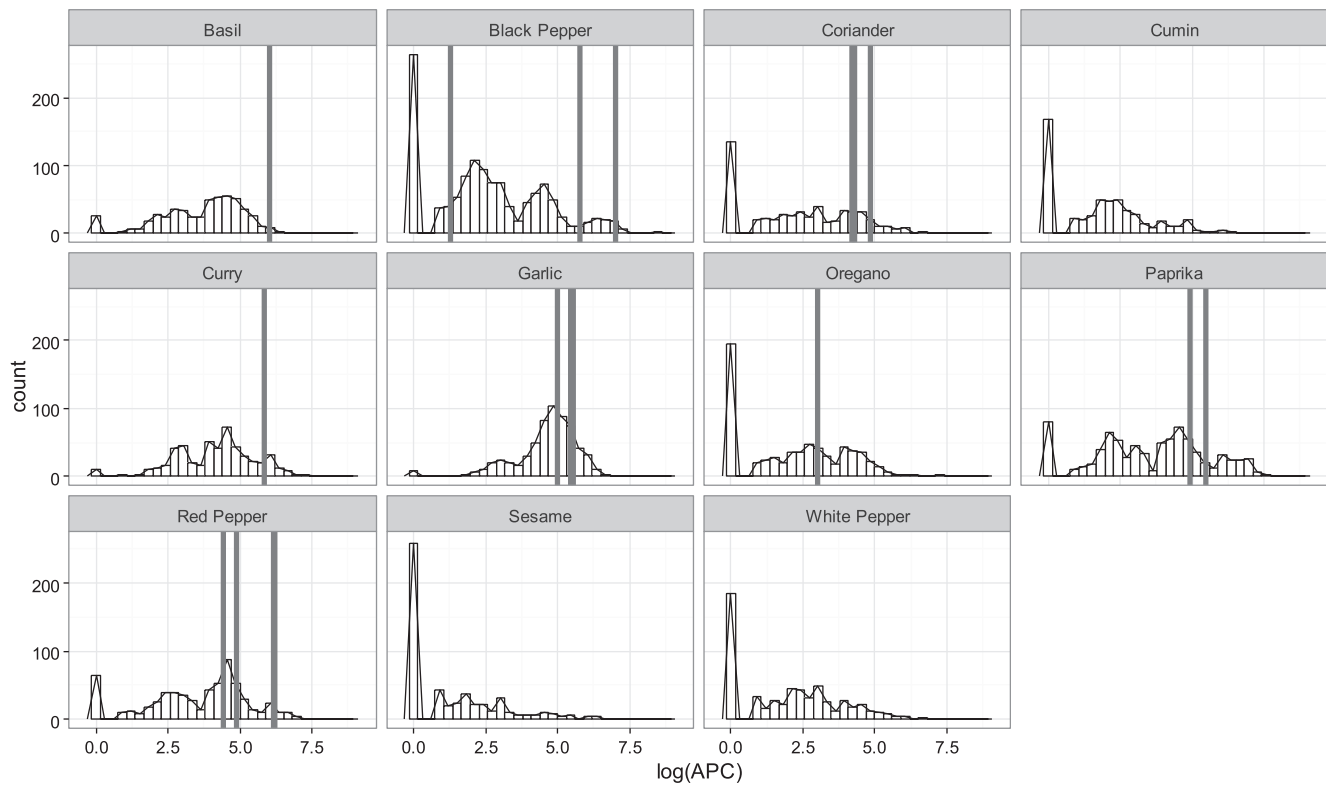 Basil
Black Pepper
Coriander
Cumin
200
100
0
Curry
Garlic
Oregano
Paprika
count
200
100
0
Red Pepper
Sesame
White Pepper
200
100
0
0.0 2.5 5.0 7.5 0.0 2.5 5.0 7.5 0.0 2.5 5.0 7.5
log(APC)